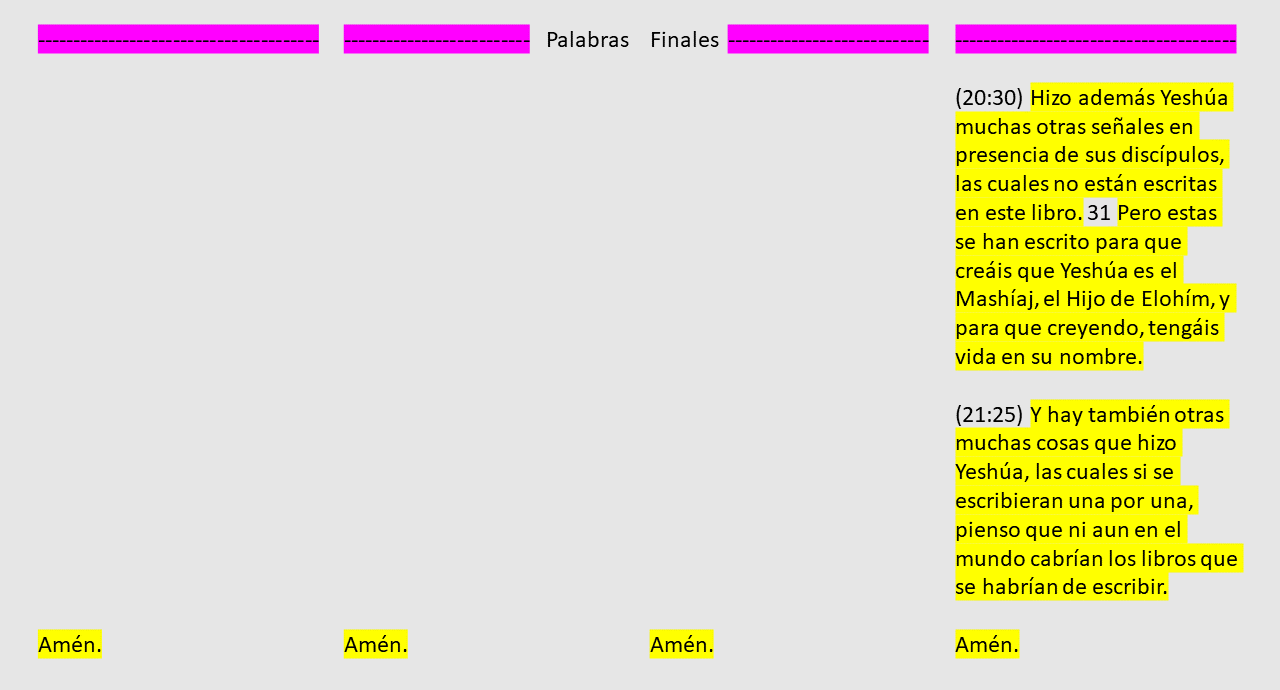 ------------------------------------- ------------------------- Palabras Finales --------------------------- -------------------------------------
(20:30) Hizo además Yeshúa
muchas otras señales en
presencia de sus discípulos,
las cuales no están escritas
en este libro. 31 Pero estas
se han escrito para que
creáis que Yeshúa es el
Mashíaj, el Hijo de Elohím, y
para que creyendo, tengáis
vida en su nombre.
(21:25) Y hay también otras
muchas cosas que hizo
Yeshúa, las cuales si se
escribieran una por una,
pienso que ni aun en el
mundo cabrían los libros que
se habrían de escribir.
Amén. Amén. Amén. Amén.